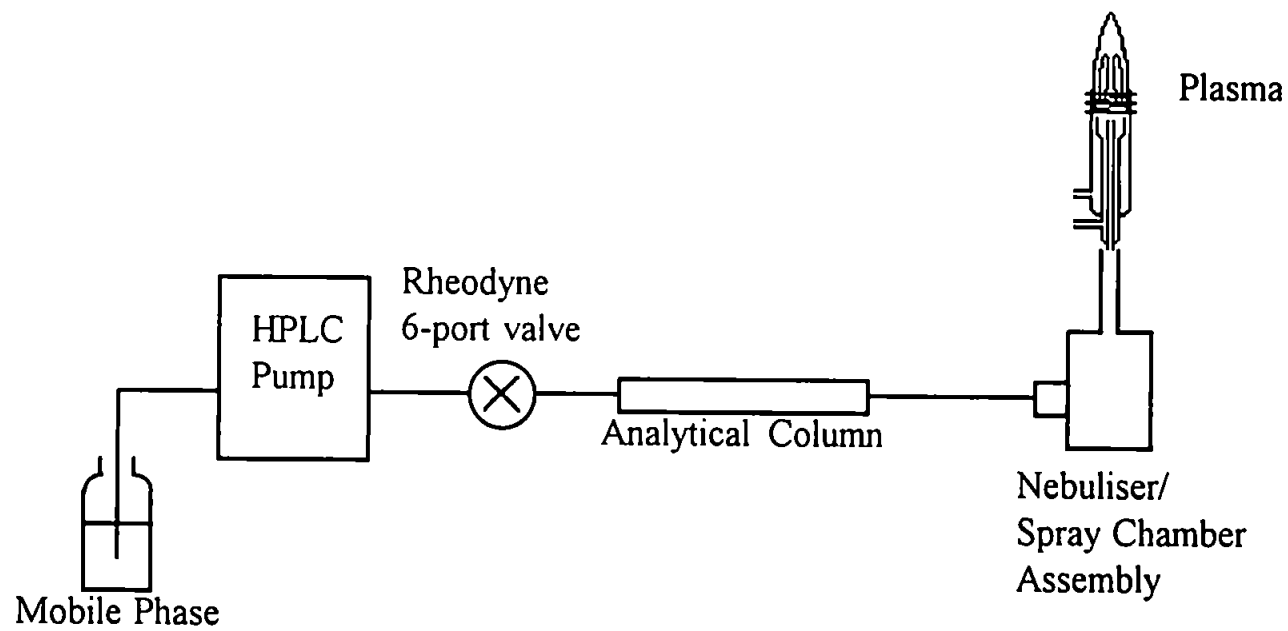 Plasma
Rheodyne
6-port valve
HPLC
Pump
Analytical Column
Nebuliser/
Spray Chamber
Assembly
Mobile Phase